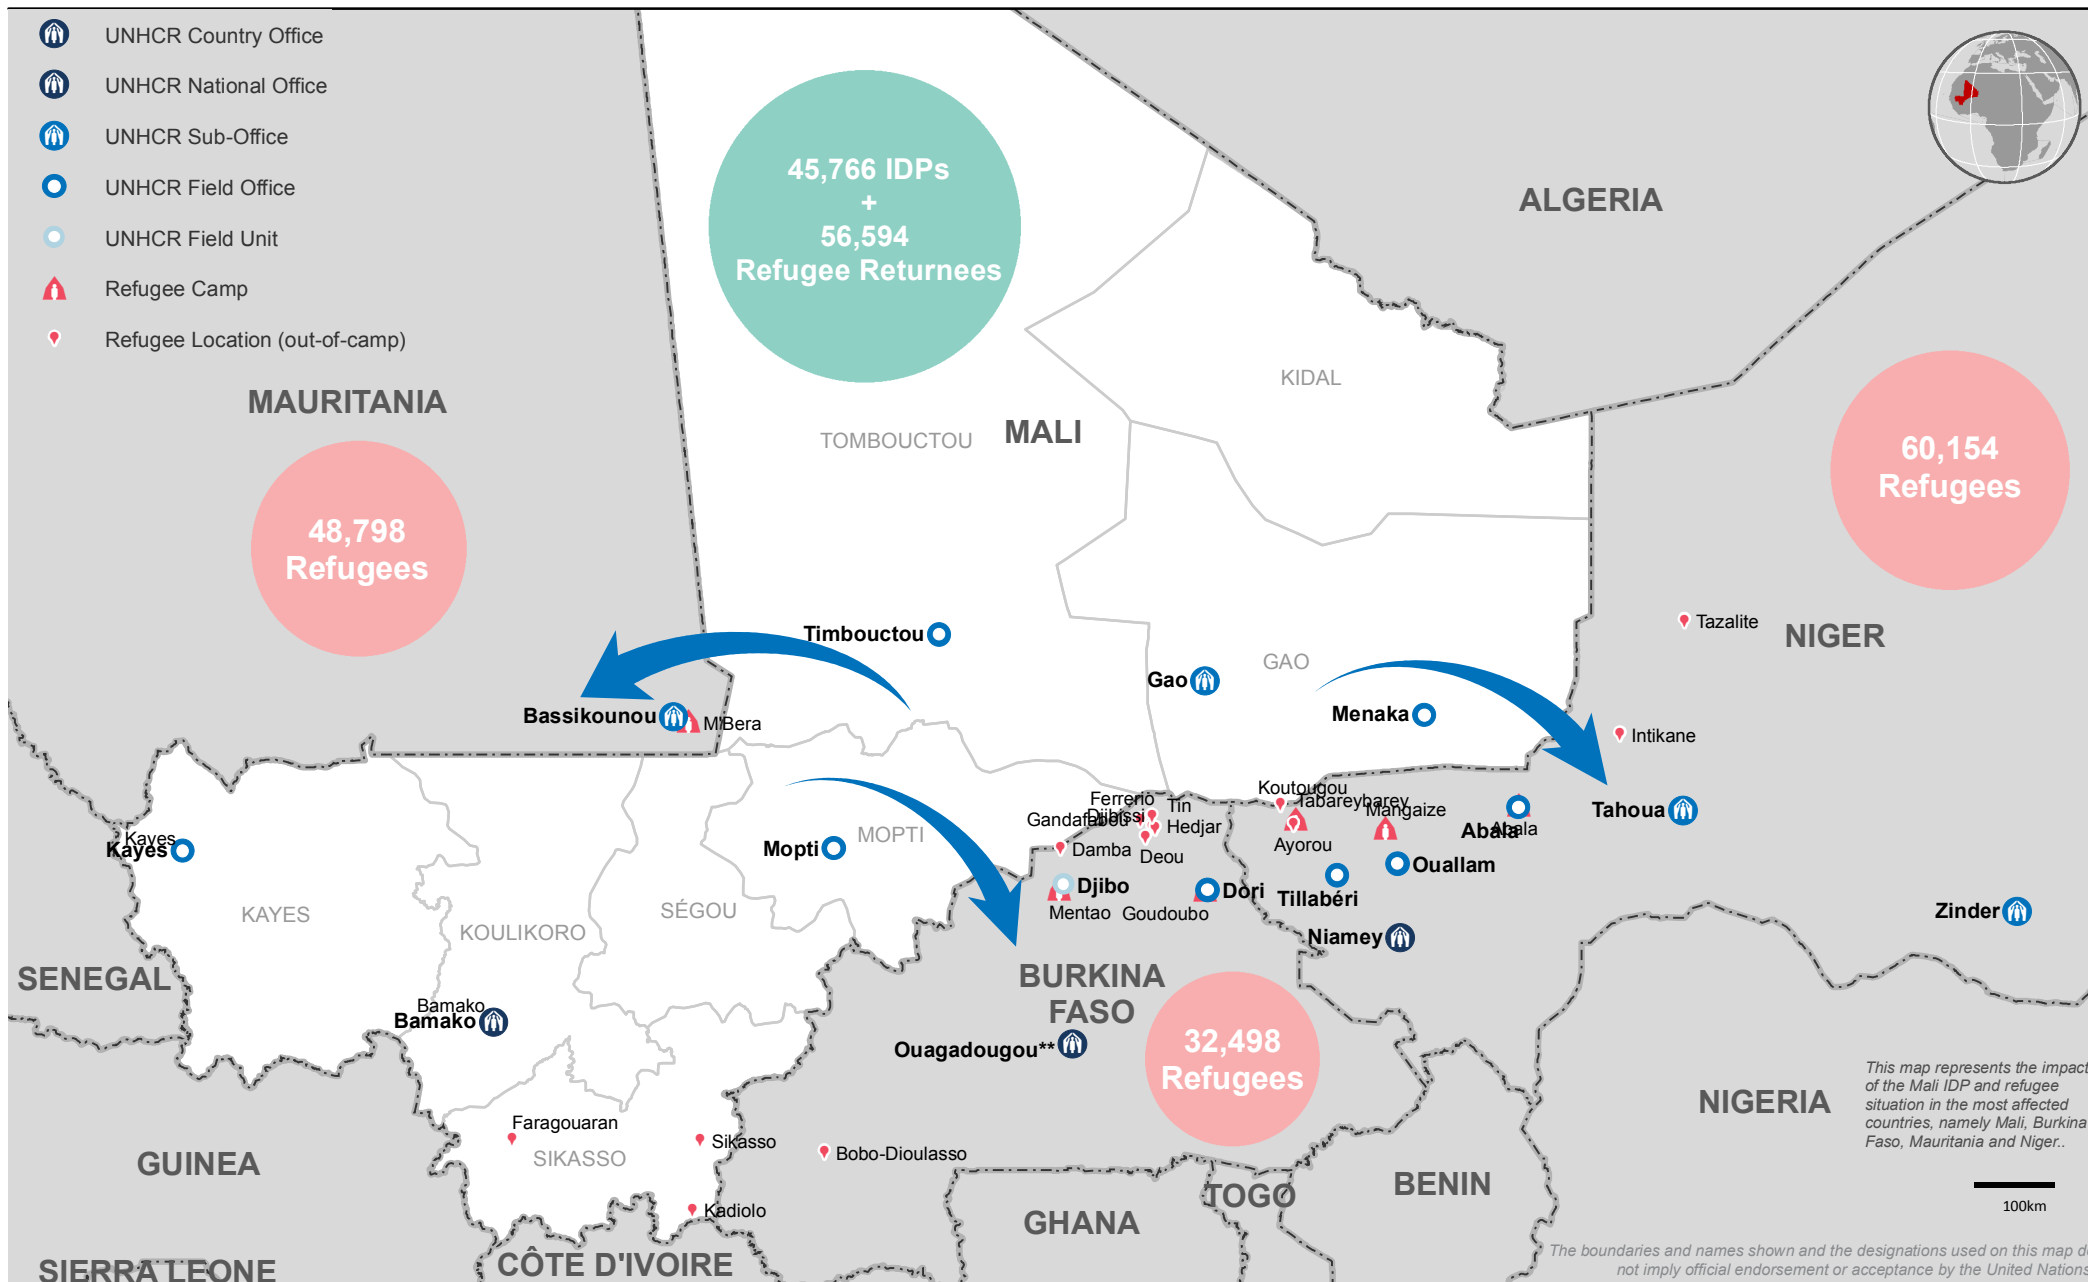 UNHCR Country Office
UNHCR National Office
UNHCR Sub-Office
UNHCR Field Office
UNHCR Field Unit
Refugee Camp
Refugee Location (out-of-camp)
45,766 IDPs
+
56,594
Refugee Returnees
ALGERIA
KIDAL
MAURITANIA
TOMBOUCTOU
MALI
48,798
Refugees
60,154
Refugees
Tazalite
NIGER
Timbouctou
GAO
Gao
Menaka
Bassikounou
M'Bera
Intikane
Koutougou
Ferrerio
Tin
Tabareybarey
Mangaize
Djibissi
Gandafabou
Hedjar
Abala
Abala
Tahoua
Kayes
Kayes
Mopti
MOPTI
Damba
Deou
Ayorou
Ouallam
Djibo
Dori
Tillabéri
Mentao
Goudoubo
KAYES
SÉGOU
KOULIKORO
Zinder
Niamey
SENEGAL
BURKINA
FASO
Bamako
Bamako
Ouagadougou**
32,498
Refugees
This map represents the impact
of the Mali IDP and refugee
situation in the most affected
countries, namely Mali, Burkina
Faso, Mauritania and Niger..
NIGERIA
Faragouaran
Sikasso
SIKASSO
Bobo-Dioulasso
GUINEA
BENIN
TOGO
Kadiolo
GHANA
100km
CÔTE D'IVOIRE
SIERRA LEONE
The boundaries and names shown and the designations used on this map do
not imply official endorsement or acceptance by the United Nations